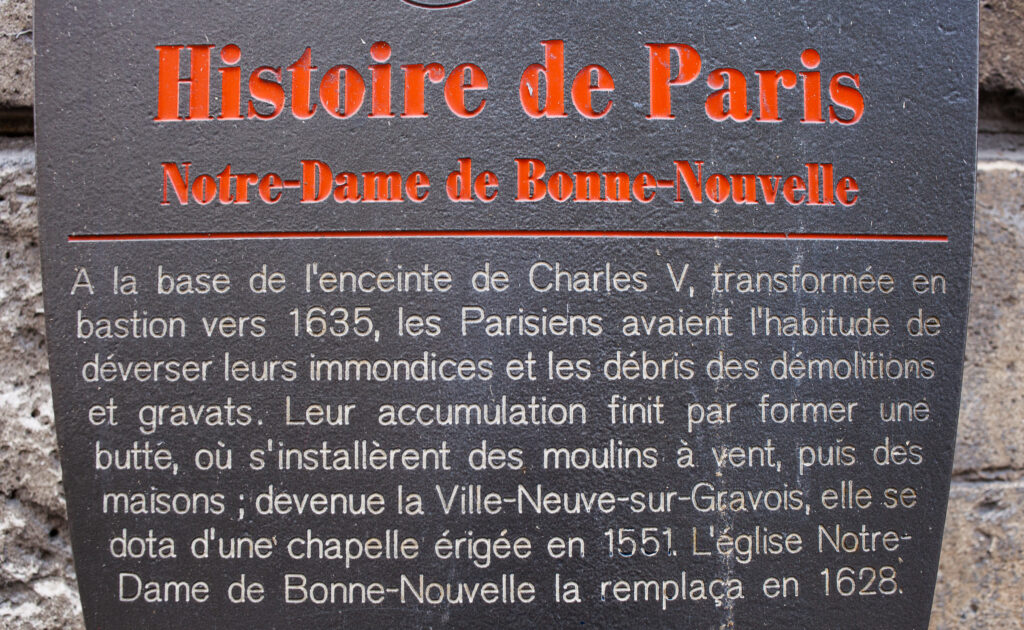 Histoire de Paris
Notre-Dame de Bonne-Nouvelle
A la base de l'enceinte de Charles V, transformée en
bastion vers 1635, les Parisiens avaient l'habitude de
déverser leurs immondices et les débris des démolitions
et gravats. Leur accumulation finit par former une
butte, où s'installèrent des moulins à vent, puis des
maisons ; devenue la Ville-Neuve-sur-Gravois, elle se
dota d'une chapelle érigée en 1551. L'église Notre-
Dame de Bonne-Nouvelle la remplaça en 1628.